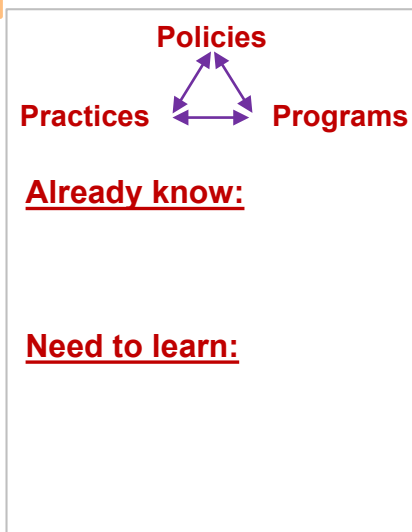 Policies
Practices Programs
Already know:
Need to learn: